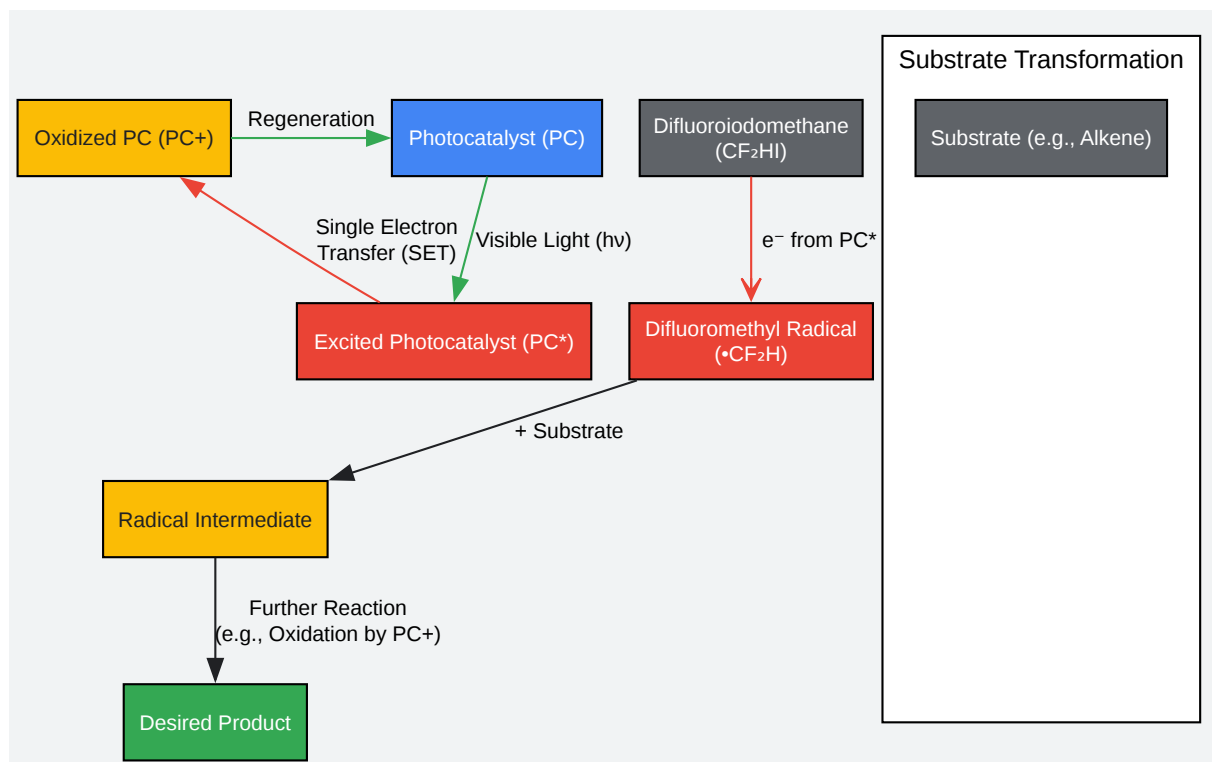 Substrate Transformation
Oxidized PC (PC+)
Regeneration
Photocatalyst (PC)
Difluoroiodomethane
(CF₂HI)
Substrate (e.g., Alkene)
Single Electron
Transfer (SET)
Visible Light (hν)
e⁻ from PC*
Excited Photocatalyst (PC*)
Difluoromethyl Radical
(•CF₂H)
+ Substrate
Radical Intermediate
Further Reaction
(e.g., Oxidation by PC+)
Desired Product